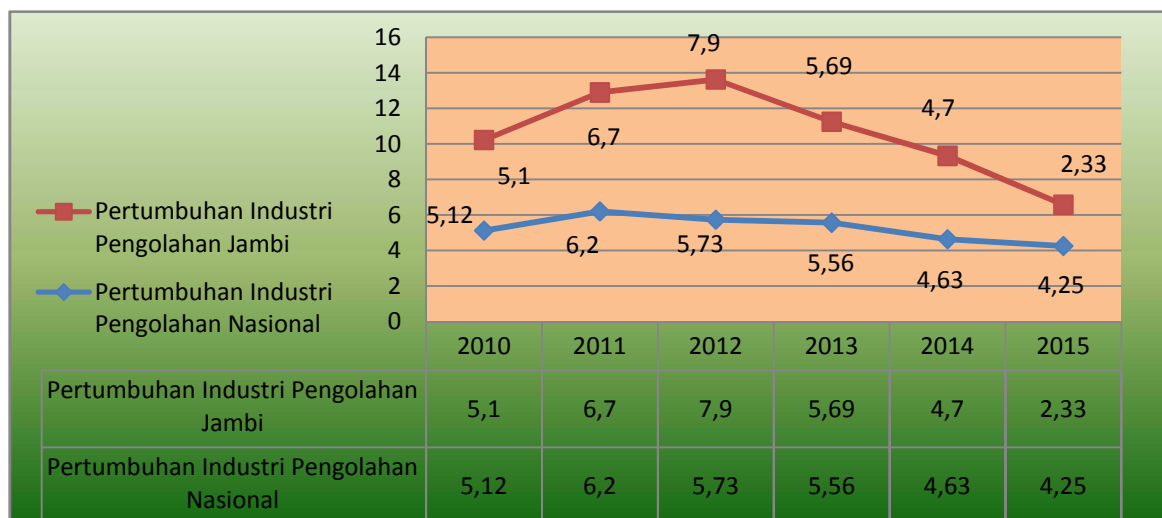 16
14
12
10
8
6
4
2
0
7,9
5,69
4,7
2,33
6,7
5,1
5,12
6,2
5,73
5,56
4,63
4,25
Pertumbuhan Industri
Pengolahan Jambi
Pertumbuhan Industri
Pengolahan Nasional
2010 2011 2012 2013 2014 2015
Pertumbuhan Industri Pengolahan
Jambi
5,1 6,7 7,9 5,69 4,7 2,33
Pertumbuhan Industri Pengolahan
Nasional
5,12 6,2 5,73 5,56 4,63 4,25